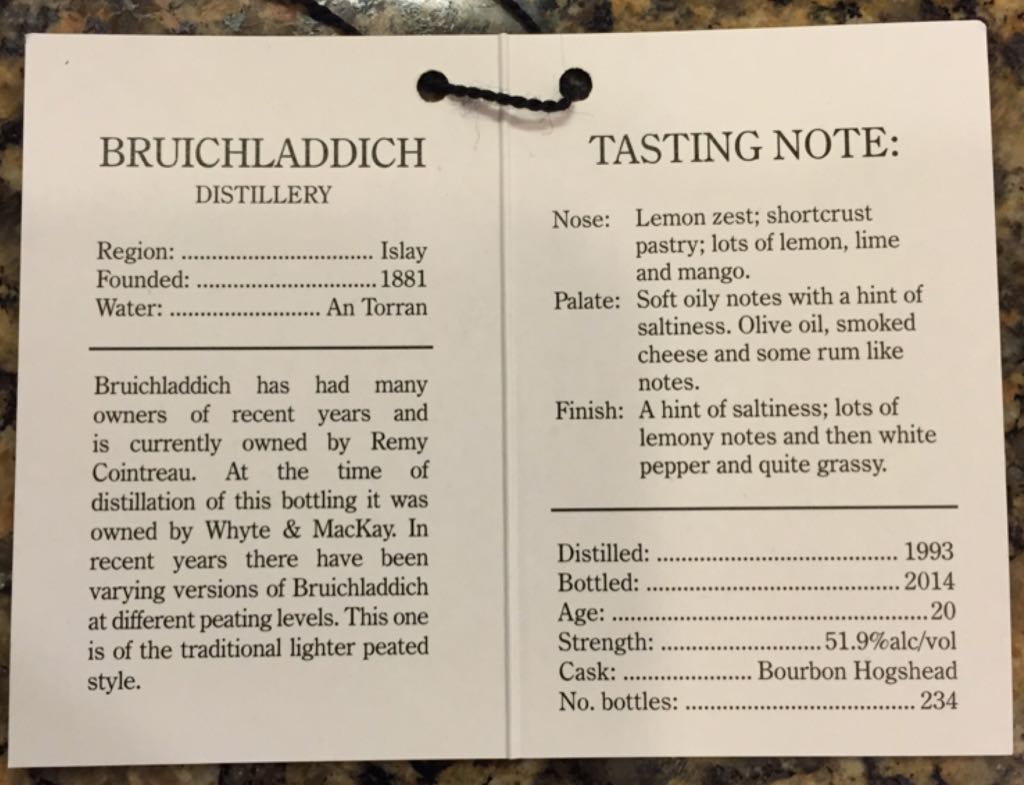 BRUICHLADDICH
DISTILLERY
Region: .................................. Islay
Founded: ................................ 1881
Water: ........................... An Torran
Bruichladdich has had many
owners of recent years and
is currently owned by Remy
Cointreau. At the time of
distillation of this bottling it was
owned by Whyte & MacKay. In
recent years there have been
varying versions of Bruichladdich
at different peating levels. This one
is of the traditional lighter peated
style.
TASTING NOTE:
Nose: Lemon zest; shortcrust
pastry; lots of lemon, lime
and mango.
Palate: Soft oily notes with a hint of
saltiness. Olive oil, smoked
cheese and some rum like
notes.
Finish: A hint of saltiness; lots of
lemony notes and then white
pepper and quite grassy.
Distilled: .......................................... 1993
Bottled: ............................................ 2014
Age: ........................................................ 20
Strength: ....................... 51.9%alc/vol
Cask: ...................... Bourbon Hogshead
No. bottles: ....................................... 234